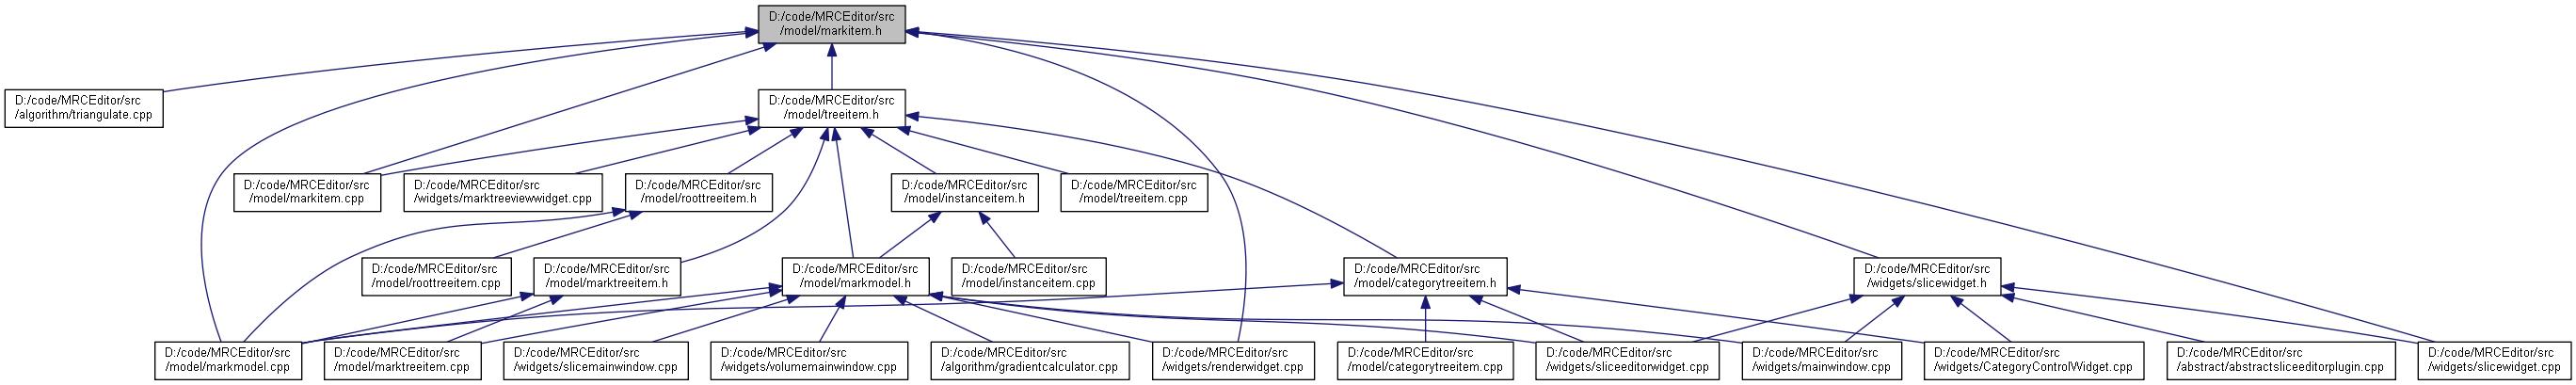 D:/code/MRCEditor/src
/model/markitem.h
D:/code/MRCEditor/src
/algorithm/triangulate.cpp
D:/code/MRCEditor/src
/model/treeitem.h
D:/code/MRCEditor/src
/model/markitem.cpp
D:/code/MRCEditor/src
/widgets/marktreeviewwidget.cpp
D:/code/MRCEditor/src
/model/roottreeitem.h
D:/code/MRCEditor/src
/model/instanceitem.h
D:/code/MRCEditor/src
/model/treeitem.cpp
D:/code/MRCEditor/src
/model/roottreeitem.cpp
D:/code/MRCEditor/src
/model/marktreeitem.h
D:/code/MRCEditor/src
/model/markmodel.h
D:/code/MRCEditor/src
/model/instanceitem.cpp
D:/code/MRCEditor/src
/model/categorytreeitem.h
D:/code/MRCEditor/src
/widgets/slicewidget.h
D:/code/MRCEditor/src
/model/markmodel.cpp
D:/code/MRCEditor/src
/model/marktreeitem.cpp
D:/code/MRCEditor/src
/widgets/slicemainwindow.cpp
D:/code/MRCEditor/src
/widgets/volumemainwindow.cpp
D:/code/MRCEditor/src
/algorithm/gradientcalculator.cpp
D:/code/MRCEditor/src
/widgets/renderwidget.cpp
D:/code/MRCEditor/src
/model/categorytreeitem.cpp
D:/code/MRCEditor/src
/widgets/sliceeditorwidget.cpp
D:/code/MRCEditor/src
/widgets/mainwindow.cpp
D:/code/MRCEditor/src
/widgets/CategoryControlWidget.cpp
D:/code/MRCEditor/src
/abstract/abstractsliceeditorplugin.cpp
D:/code/MRCEditor/src
/widgets/slicewidget.cpp